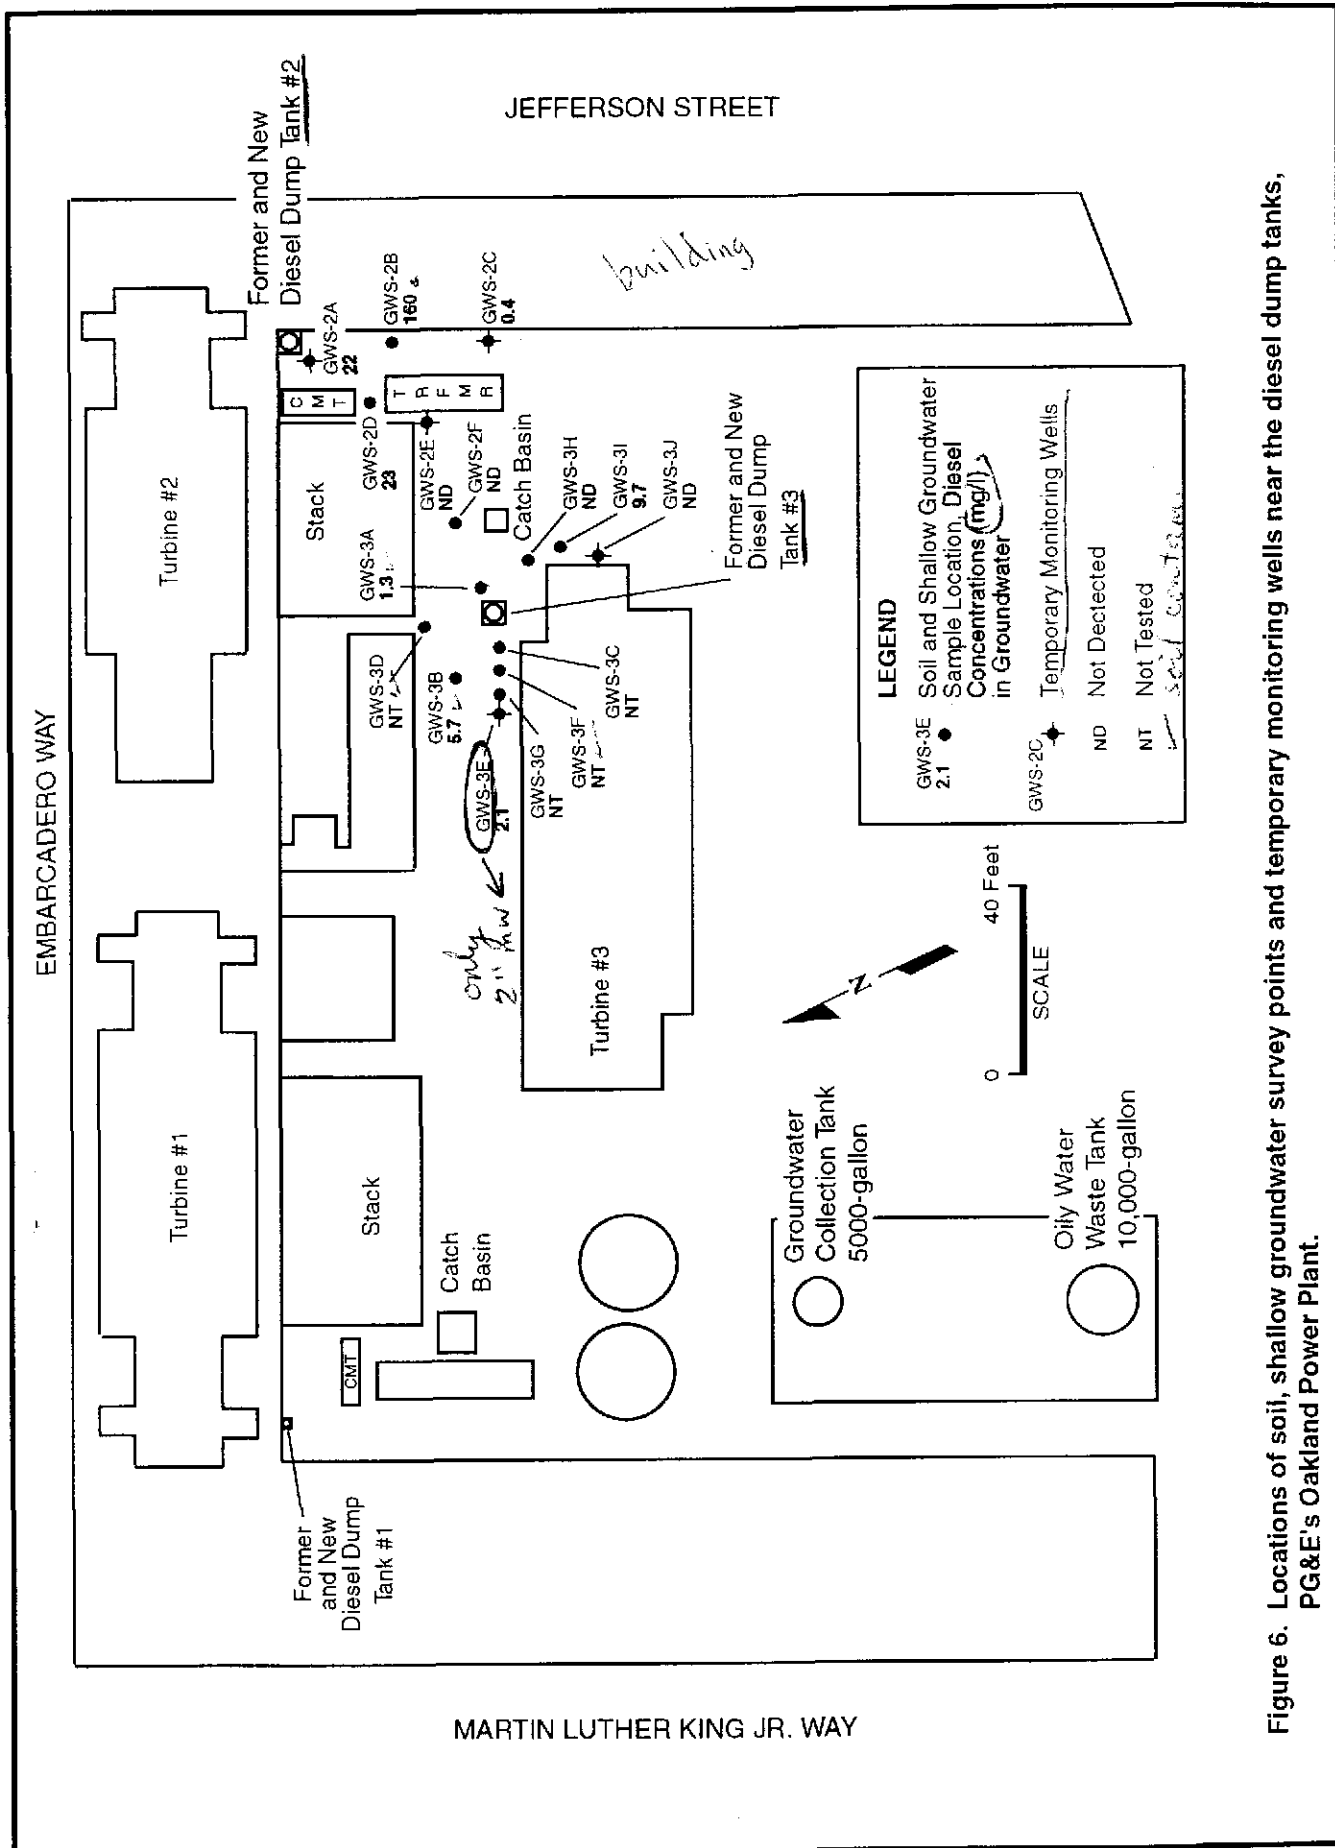 EMBARCADERO WAY
JEFFERSON STREET
MARTIN LUTHER KING JR. WAY
Turbine #1
Turbine #2
Former and New
Diesel Dump Tank #2
Stack
CMT
GWS-2A
22
GWS-2B
160
GWS-2C
0.4
building
GWS-2D
23
TRFMR
GWS-2E
ND
GWS-2F
ND
Catch Basin
GWS-3A
1.3
GWS-3H
ND
GWS-3I
9.7
GWS-3J
ND
Former and New
Diesel Dump
Tank #3
GWS-3D
NT
GWS-3B
5.7
GWS-3C
NT
GWS-3F
NT
GWS-3G
NT
GWS-3E
2.1
only
2" mw
Turbine #3
Stack
Catch
Basin
CMT
Former
and New
Diesel Dump
Tank #1
Groundwater
Collection Tank
5000-gallon
Oily Water
Waste Tank
10,000-gallon
N
0 40 Feet
SCALE
LEGEND
GWS-3E Soil and Shallow Groundwater
2.1 Sample Location, Diesel
Concentrations (mg/l)
in Groundwater
GWS-2C Temporary Monitoring Wells
ND Not Dectected
NT Not Tested
soil contam.
Figure 6. Locations of soil, shallow groundwater survey points and temporary monitoring wells near the diesel dump tanks,
PG&E's Oakland Power Plant.